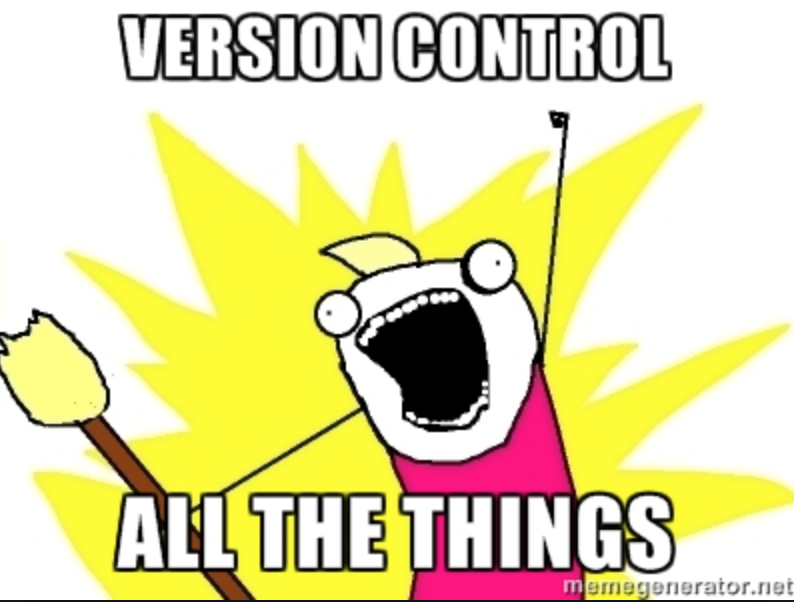 VERSION CONTROL
ALL THE THINGS
memegenerator.net